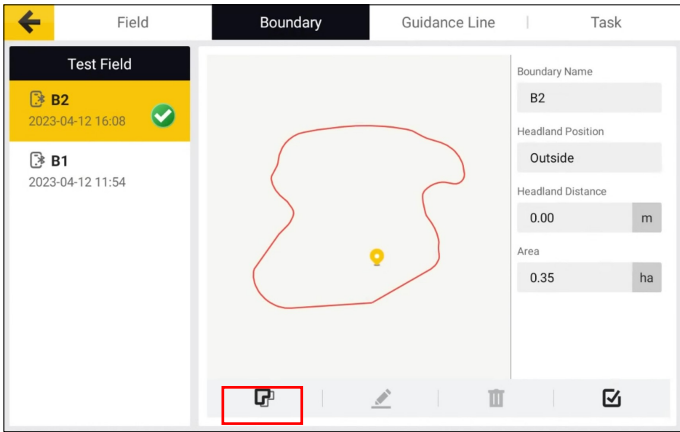 Field
Boundary
Guidance Line
Task
Test Field
B2
2023-04-12 16:08
B1
2023-04-12 11:54
Boundary Name
B2
Headland Position
Outside
Headland Distance
0.00 m
Area
0.35 ha